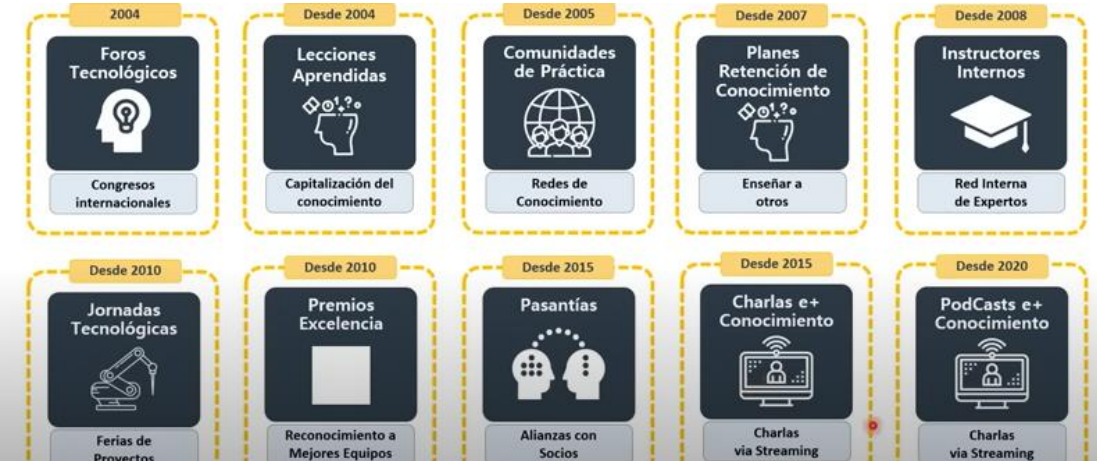 2004
Foros
Tecnológicos
Congresos
internacionales
Desde 2004
Lecciones
Aprendidas
Capitalización del
conocimiento
Desde 2005
Comunidades
de Práctica
Redes de
Conocimiento
Desde 2007
Planes
Retención de
Conocimiento
Enseñar a
otros
Desde 2008
Instructores
Internos
Red Interna
de Expertos
Desde 2010
Jornadas
Tecnológicas
Ferias de
Proyectos
Desde 2010
Premios
Excelencia
Reconocimiento a
Mejores Equipos
Desde 2015
Pasantías
Alianzas con
Socios
Desde 2015
Charlas e+
Conocimiento
Charlas
via Streaming
Desde 2020
PodCasts e+
Conocimiento
Charlas
via Streaming